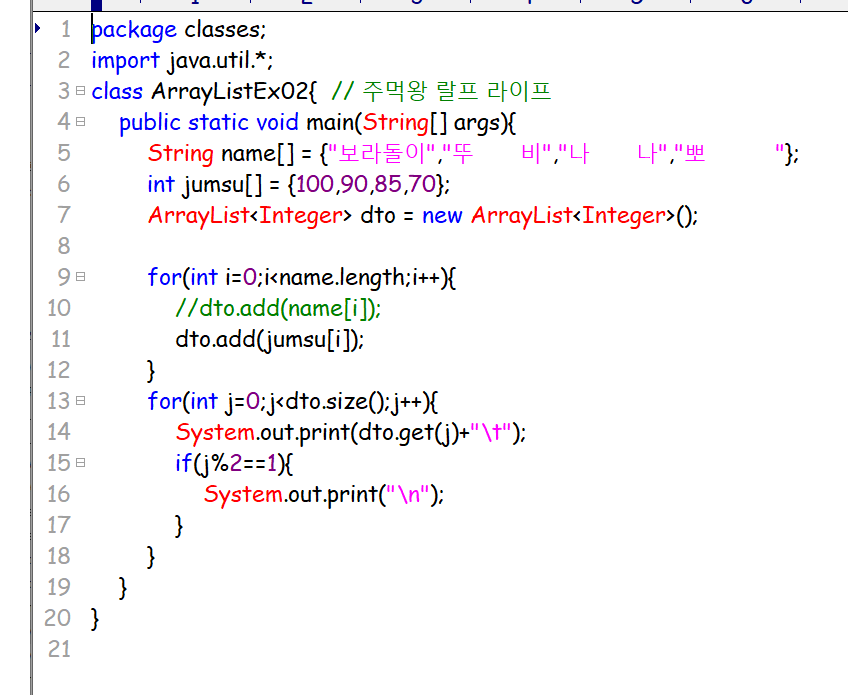 1 package classes;
2 import java.util.*;
3 class ArrayListEx02{  // 주먹왕 랄프 라이프
4    public static void main(String[] args){
5       String name[] = {"보라돌이","뚜      비","나      나","뽀         "};
6       int jumsu[] = {100,90,85,70};
7       ArrayList<Integer> dto = new ArrayList<Integer>();
8
9       for(int i=0;i<name.length;i++){
10          //dto.add(name[i]);
11          dto.add(jumsu[i]);
12       }
13       for(int j=0;j<dto.size();j++){
14          System.out.print(dto.get(j)+"\t");
15          if(j%2==1){
16             System.out.print("\n");
17          }
18       }
19    }
20 }
21